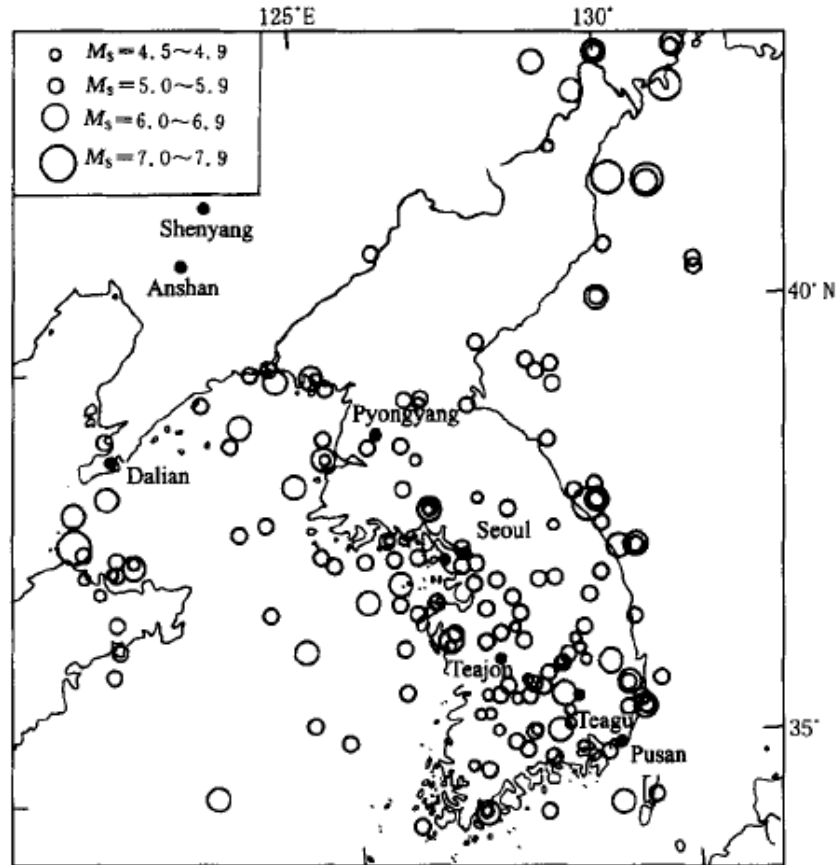 125°E 130°
Ms=4.5~4.9
Ms=5.0~5.9
Ms=6.0~6.9
Ms=7.0~7.9
Shenyang
Anshan
40°N
Pyongyang
Dalian
Seoul
Teajon
Teagu
35°
Pusan